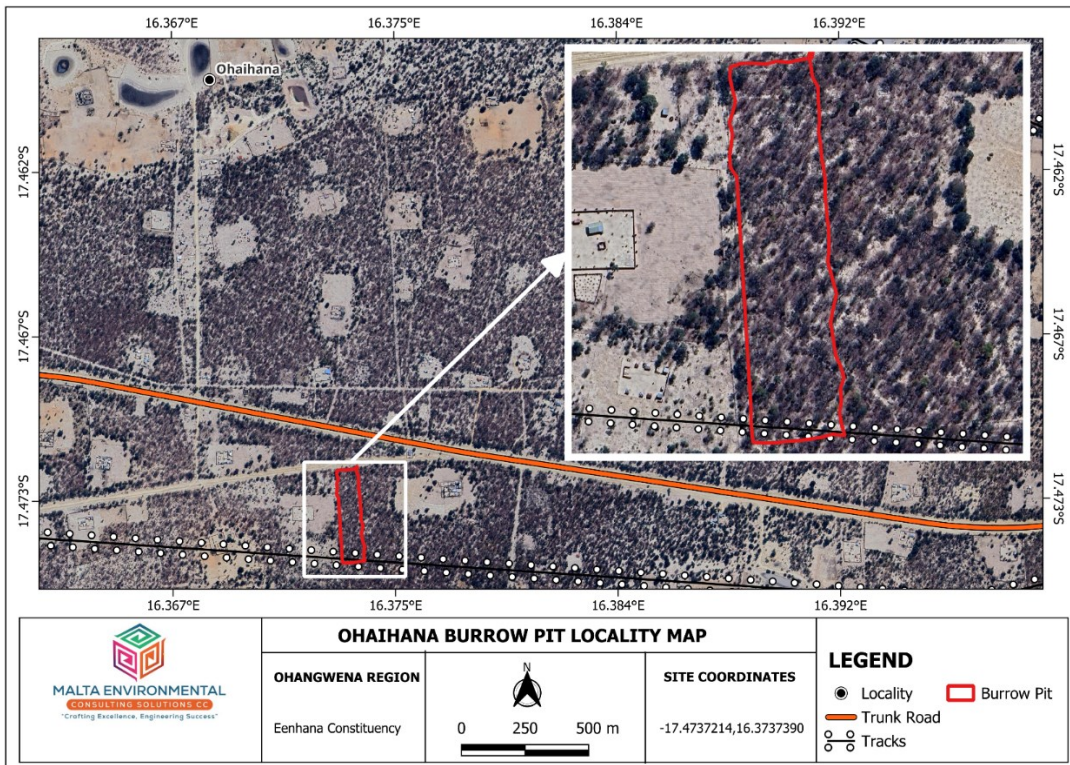 16.367°E 16.375°E 16.384°E 16.392°E
Ohaihana
17.462°S 17.462°S
17.467°S 17.467°S
17.473°S 17.473°S
16.367°E 16.375°E 16.384°E 16.392°E
MALTA ENVIRONMENTAL
CONSULTING SOLUTIONS CC
"Crafting Excellence, Engineering Success"
OHAIHANA BURROW PIT LOCALITY MAP
OHANGWENA REGION
Eenhana Constituency
N
0 250 500 m
SITE COORDINATES
-17.4737214,16.3737390
LEGEND
Locality
Burrow Pit
Trunk Road
Tracks